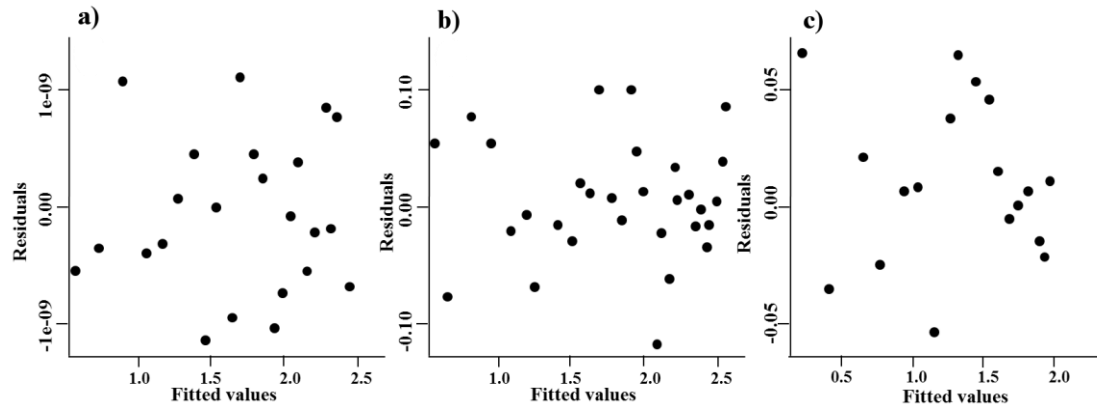 a)
1e-09
0.00
-1e-09
Residuals
1.0 1.5 2.0 2.5
Fitted values
b)
0.10
0.00
-0.10
Residuals
1.0 1.5 2.0 2.5
Fitted values
c)
0.05
-0.05
Residuals
0.5 1.0 1.5 2.0
Fitted values